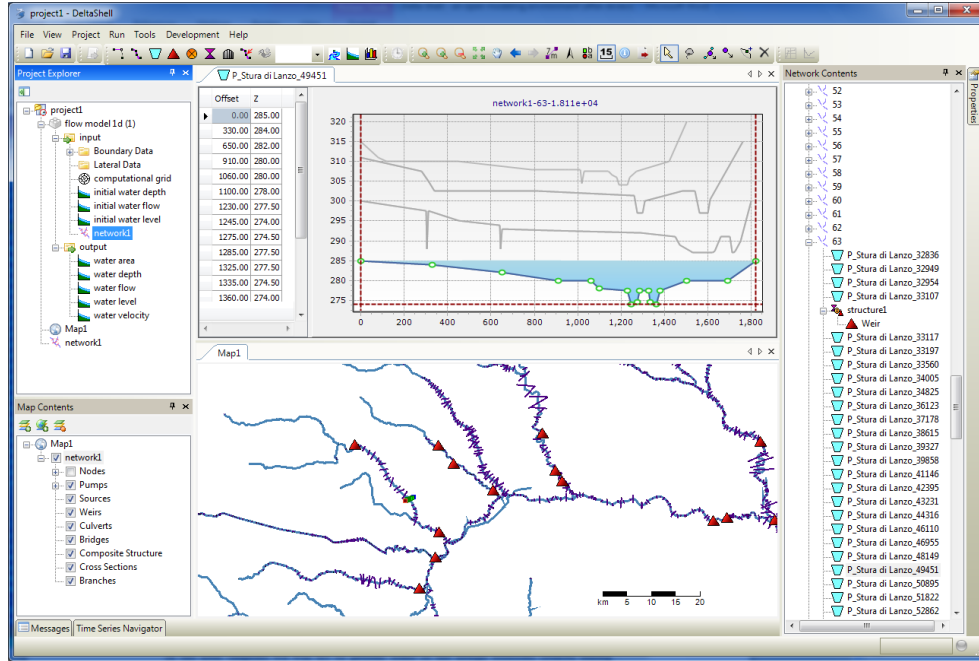 project1 - DeltaShell
File View Project Run Tools Development Help
15
Project Explorer
project1
flow model 1d (1)
input
Boundary Data
Lateral Data
computational grid
initial water depth
initial water flow
initial water level
network1
output
water area
water depth
water flow
water level
water velocity
Map1
network1
Map Contents
Map1
network1
Nodes
Pumps
Sources
Weirs
Culverts
Bridges
Composite Structure
Cross Sections
Branches
Messages
Time Series Navigator
P_Stura di Lanzo_49451
Offset Z
0.00 285.00
330.00 284.00
650.00 282.00
910.00 280.00
1060.00 280.00
1100.00 278.00
1230.00 277.50
1245.00 274.00
1275.00 274.50
1285.00 277.50
1325.00 277.50
1335.00 274.50
1360.00 274.00
network1-63-1.811e+04
320
315
310
305
300
295
290
285
280
275
0 200 400 600 800 1,000 1,200 1,400 1,600 1,800
Map1
km 5 10 15 20
Network Contents
52
53
54
55
56
57
58
59
60
61
62
63
P_Stura di Lanzo_32836
P_Stura di Lanzo_32949
P_Stura di Lanzo_32954
P_Stura di Lanzo_33107
structure1
Weir
P_Stura di Lanzo_33117
P_Stura di Lanzo_33197
P_Stura di Lanzo_33560
P_Stura di Lanzo_34005
P_Stura di Lanzo_34825
P_Stura di Lanzo_36123
P_Stura di Lanzo_37178
P_Stura di Lanzo_38615
P_Stura di Lanzo_39327
P_Stura di Lanzo_39858
P_Stura di Lanzo_41146
P_Stura di Lanzo_42395
P_Stura di Lanzo_43231
P_Stura di Lanzo_44316
P_Stura di Lanzo_46110
P_Stura di Lanzo_46955
P_Stura di Lanzo_48149
P_Stura di Lanzo_49451
P_Stura di Lanzo_50895
P_Stura di Lanzo_51822
P_Stura di Lanzo_52862
Properties